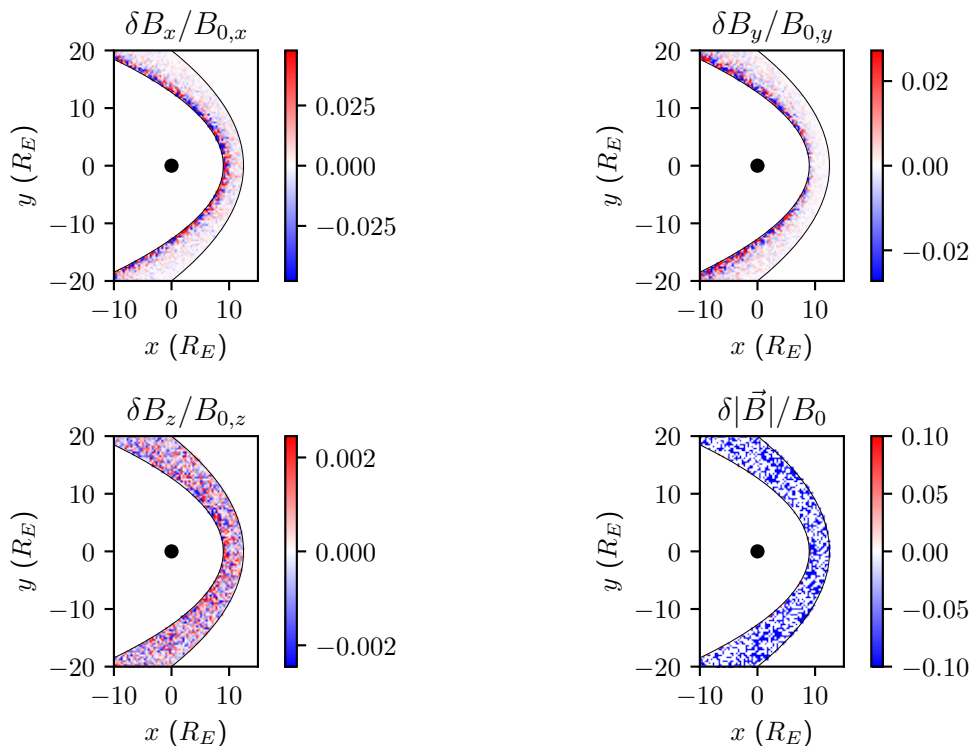 δB_x/B_{0,x}
20
10
0
−10
−20
y (R_E)
−10 0 10
x (R_E)
0.025
0.000
−0.025
δB_y/B_{0,y}
20
10
0
−10
−20
y (R_E)
−10 0 10
x (R_E)
0.02
0.00
−0.02
δB_z/B_{0,z}
20
10
0
−10
−20
y (R_E)
−10 0 10
x (R_E)
0.002
0.000
−0.002
δ|\vec{B}|/B_0
20
10
0
−10
−20
y (R_E)
−10 0 10
x (R_E)
0.10
0.05
0.00
−0.05
−0.10